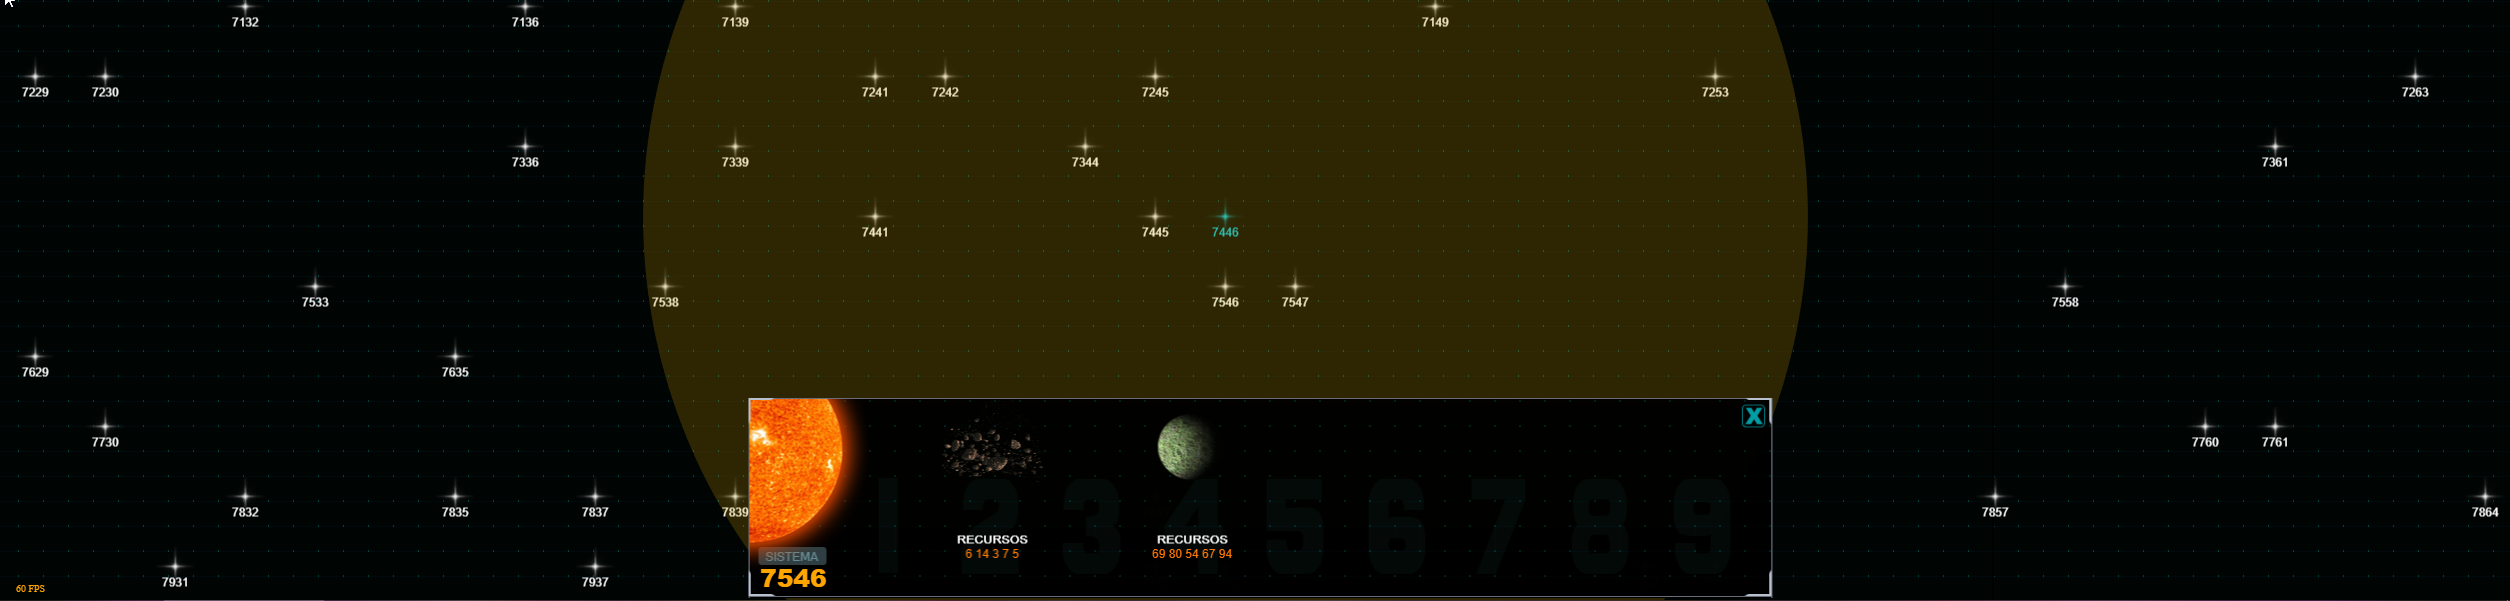 7132 7136 7139 7149
7229 7230 7241 7242 7245 7253 7263
7336 7339 7344 7361
7441 7445 7446
7533 7538 7546 7547 7558
7629 7635
7730 7760 7761
7832 7835 7837 7839 7857 7864
7931 7937
X
1 2 3 4 5 6 7 8 9
RECURSOS RECURSOS
6 14 3 7 5 69 80 54 67 94
SISTEMA
7546
60 FPS